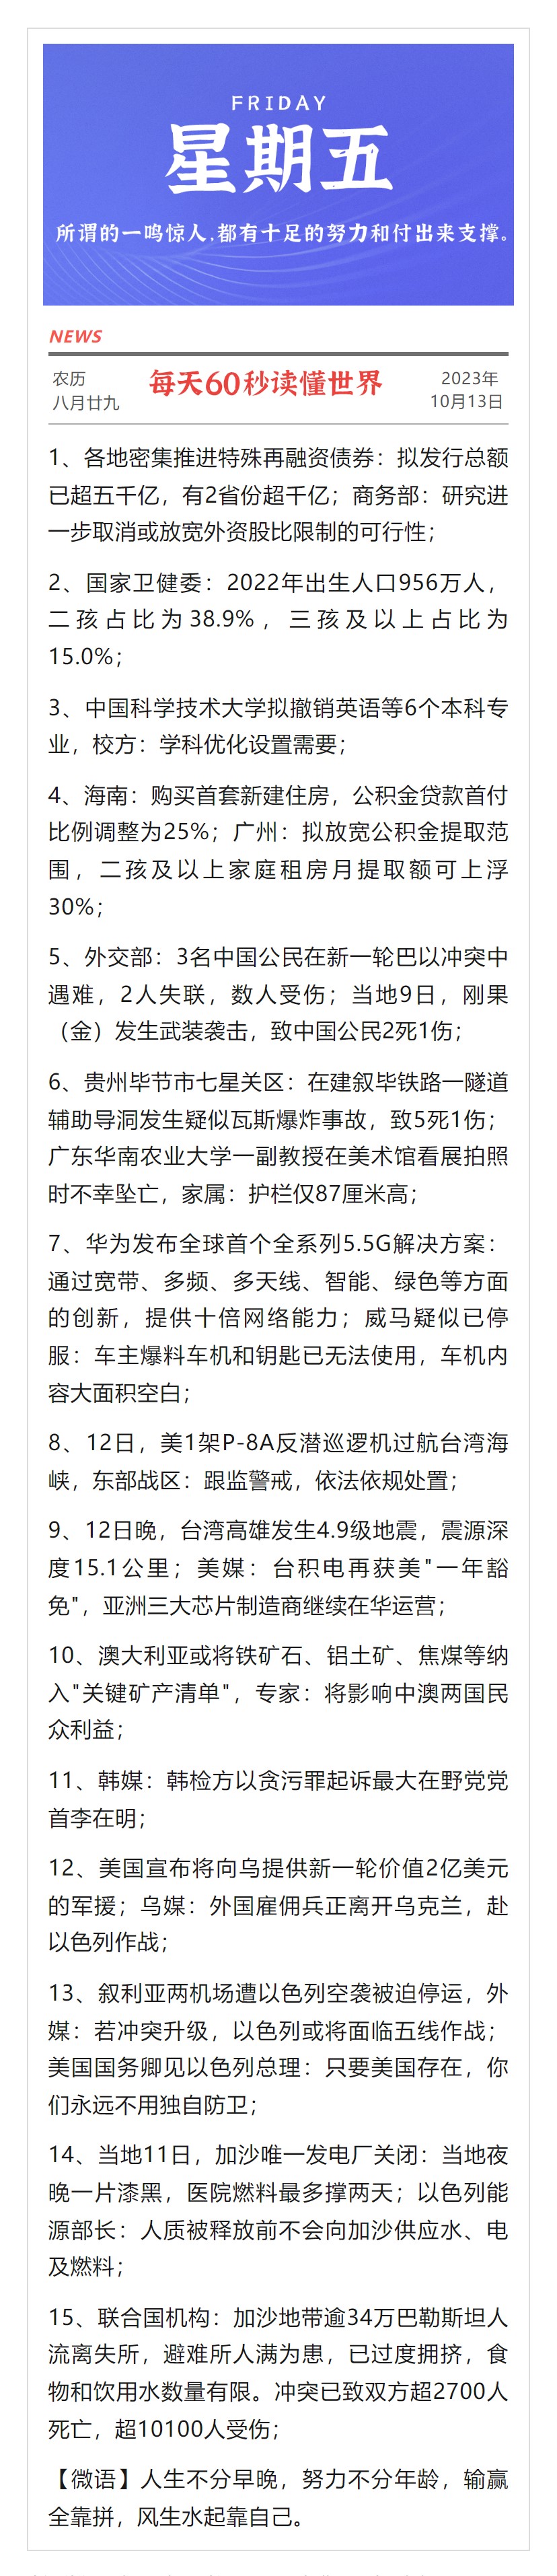 FRIDAY
星期五
所谓的一鸣惊人,都有十足的努力和付出来支撑。
NEWS
农历
八月廿九
每天60秒读懂世界
2023年
10月13日
1、各地密集推进特殊再融资债券：拟发行总额
已超五千亿，有2省份超千亿；商务部：研究进
一步取消或放宽外资股比限制的可行性；
2、国家卫健委：2022年出生人口956万人，
二孩占比为38.9%，三孩及以上占比为
15.0%；
3、中国科学技术大学拟撤销英语等6个本科专
业，校方：学科优化设置需要；
4、海南：购买首套新建住房，公积金贷款首付
比例调整为25%；广州：拟放宽公积金提取范
围，二孩及以上家庭租房月提取额可上浮
30%；
5、外交部：3名中国公民在新一轮巴以冲突中
遇难，2人失联，数人受伤；当地9日，刚果
（金）发生武装袭击，致中国公民2死1伤；
6、贵州毕节市七星关区：在建叙毕铁路一隧道
辅助导洞发生疑似瓦斯爆炸事故，致5死1伤；
广东华南农业大学一副教授在美术馆看展拍照
时不幸坠亡，家属：护栏仅87厘米高；
7、华为发布全球首个全系列5.5G解决方案：
通过宽带、多频、多天线、智能、绿色等方面
的创新，提供十倍网络能力；威马疑似已停
服：车主爆料车机和钥匙已无法使用，车机内
容大面积空白；
8、12日，美1架P-8A反潜巡逻机过航台湾海
峡，东部战区：跟监警戒，依法依规处置；
9、12日晚，台湾高雄发生4.9级地震，震源深
度15.1公里；美媒：台积电再获美"一年豁
免"，亚洲三大芯片制造商继续在华运营；
10、澳大利亚或将铁矿石、铝土矿、焦煤等纳
入"关键矿产清单"，专家：将影响中澳两国民
众利益；
11、韩媒：韩检方以贪污罪起诉最大在野党党
首李在明；
12、美国宣布将向乌提供新一轮价值2亿美元
的军援；乌媒：外国雇佣兵正离开乌克兰，赴
以色列作战；
13、叙利亚两机场遭以色列空袭被迫停运，外
媒：若冲突升级，以色列或将面临五线作战；
美国国务卿见以色列总理：只要美国存在，你
们永远不用独自防卫；
14、当地11日，加沙唯一发电厂关闭：当地夜
晚一片漆黑，医院燃料最多撑两天；以色列能
源部长：人质被释放前不会向加沙供应水、电
及燃料；
15、联合国机构：加沙地带逾34万巴勒斯坦人
流离失所，避难所人满为患，已过度拥挤，食
物和饮用水数量有限。冲突已致双方超2700人
死亡，超10100人受伤；
【微语】人生不分早晚，努力不分年龄，输赢
全靠拼，风生水起靠自己。